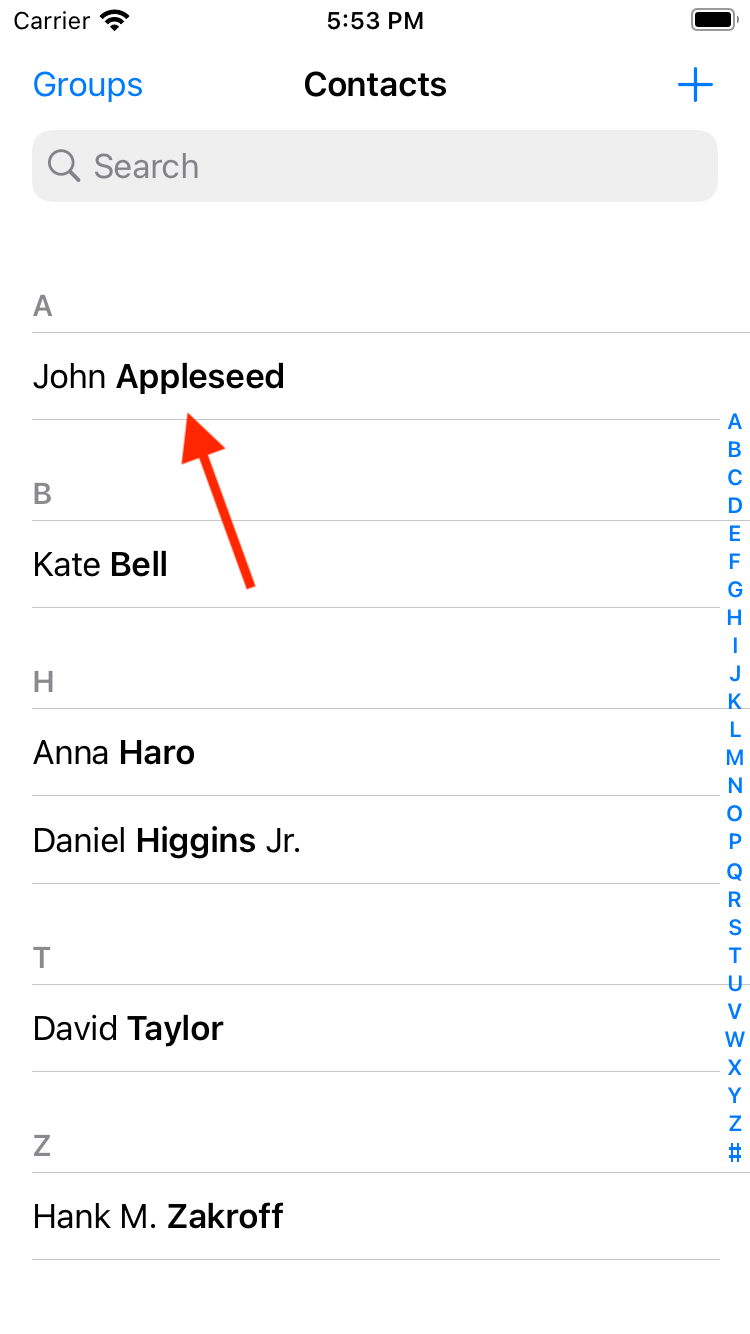 Carrier 5:53 PM
Groups Contacts +
Search
A
John Appleseed
B
Kate Bell
H
Anna Haro
Daniel Higgins Jr.
T
David Taylor
Z
Hank M. Zakroff
A
B
C
D
E
F
G
H
I
J
K
L
M
N
O
P
Q
R
S
T
U
V
W
X
Y
Z
#